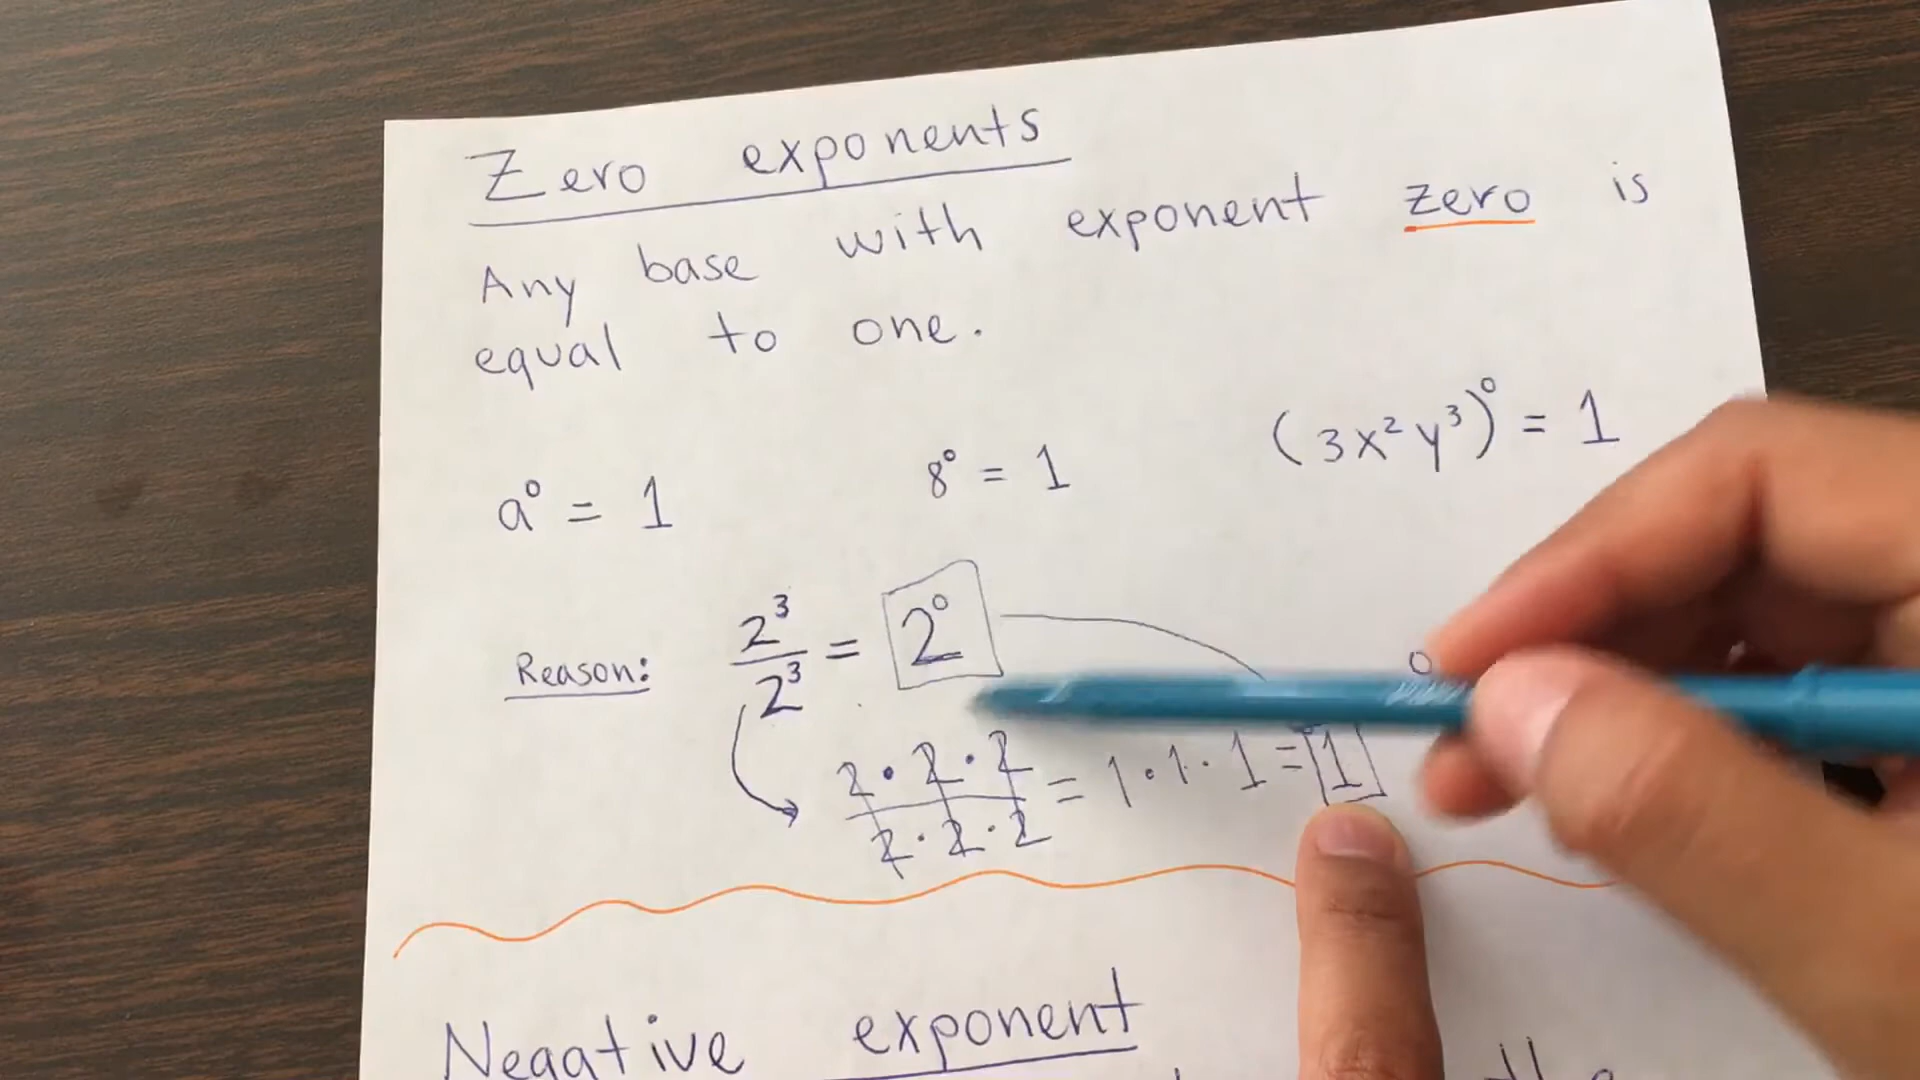 Zero exponents
Any base with exponent zero is
equal to one.
a⁰ = 1
8⁰ = 1
(3x²y³)⁰ = 1
Reason: 2³/2³ = 2⁰
2·2·2/2·2·2 = 1·1·1 = 1
Negative exponent